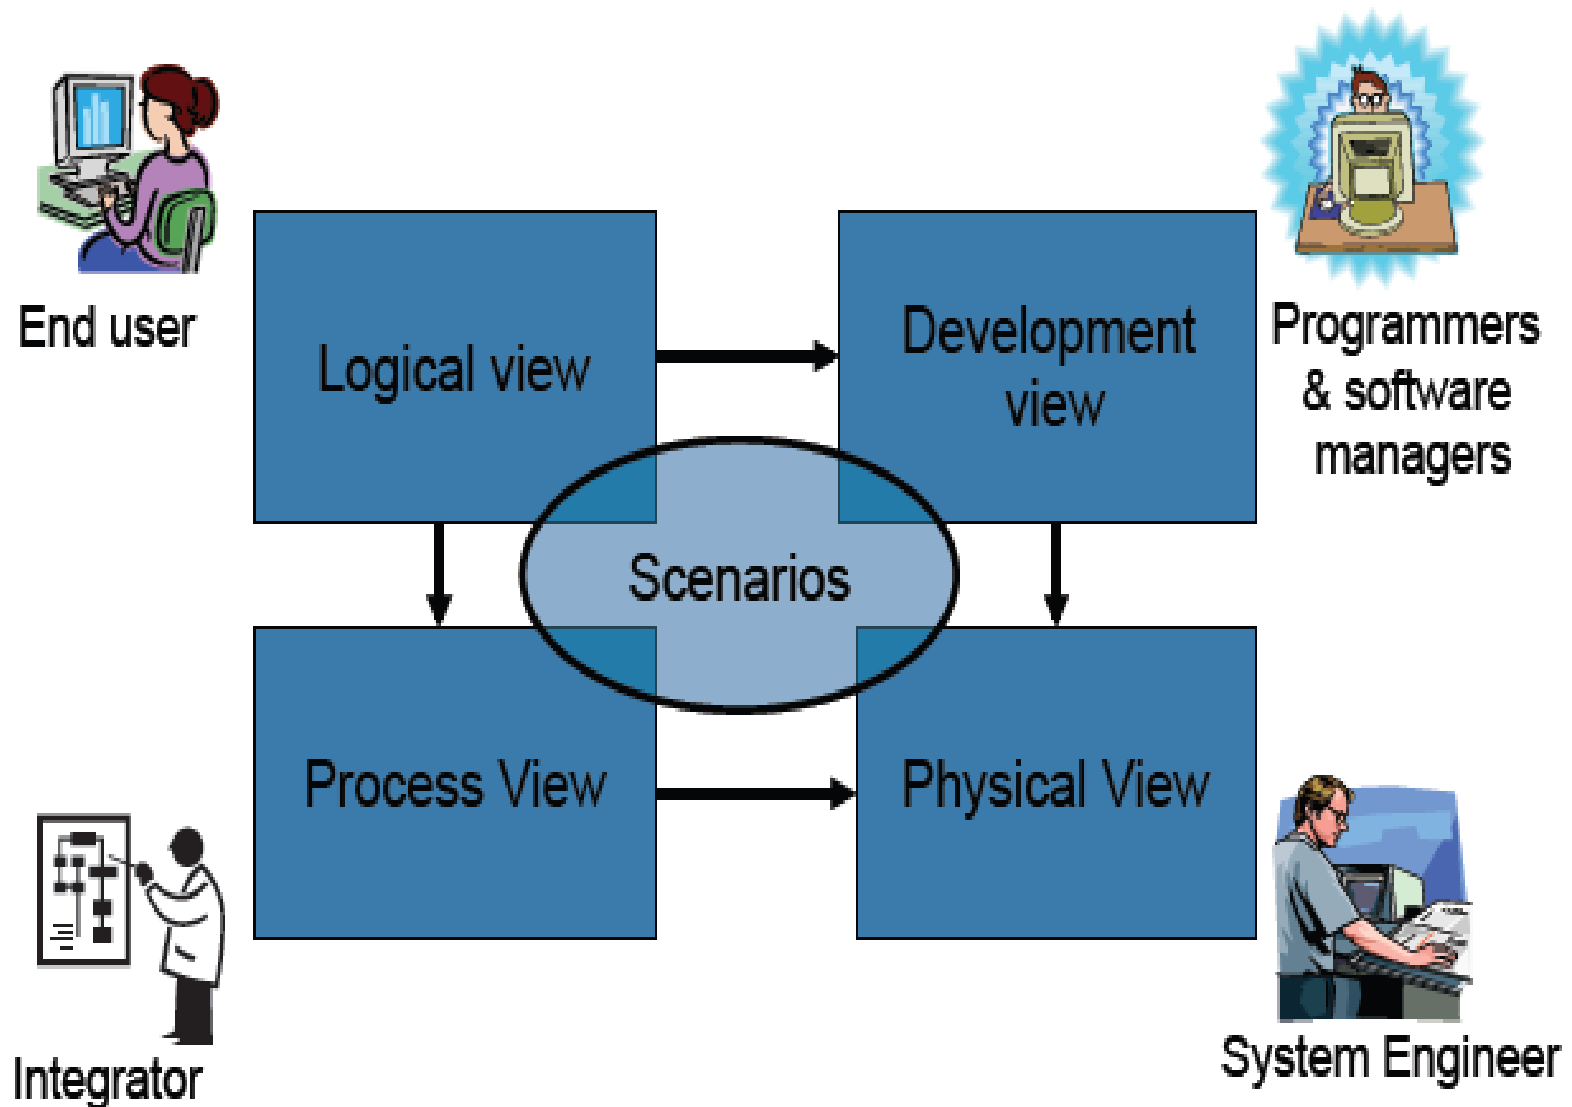 End user
Logical view
Development
view
Programmers
& software
managers
Scenarios
Process View
Physical View
Integrator
System Engineer